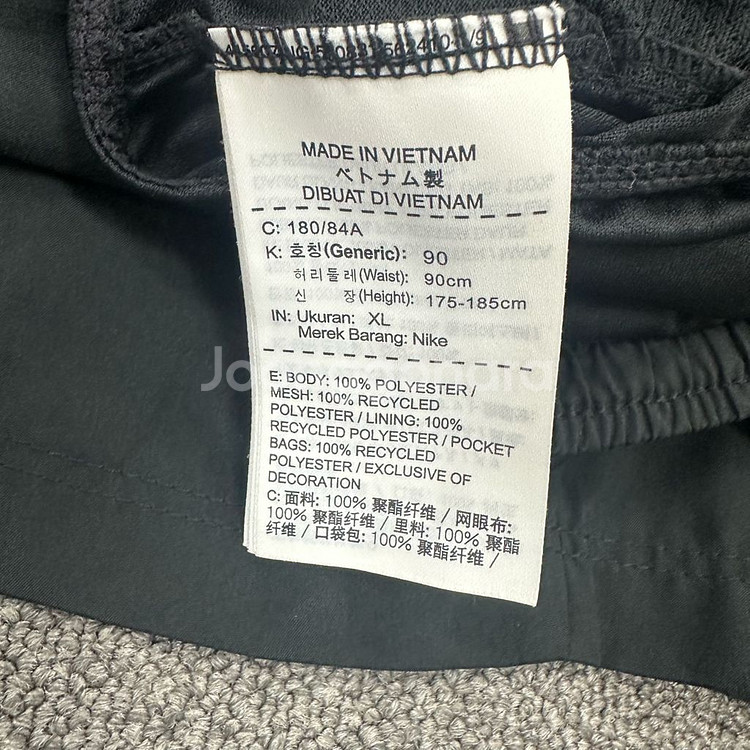 MADE IN VIETNAM
ベトナム製
DIBUAT DI VIETNAM
C: 180/84A
K: 호칭(Generic): 90
허리둘레(Waist): 90cm
신 장(Height): 175-185cm
IN: Ukuran: XL
Merek Barang: Nike
E: BODY: 100% POLYESTER /
MESH: 100% RECYCLED
POLYESTER / LINING: 100%
RECYCLED POLYESTER / POCKET
BAGS: 100% RECYCLED
POLYESTER / EXCLUSIVE OF
DECORATION
C: 面料: 100% 聚酯纤维 / 网眼布:
100% 聚酯纤维 / 里料: 100% 聚酯
纤维 / 口袋包: 100% 聚酯纤维 /